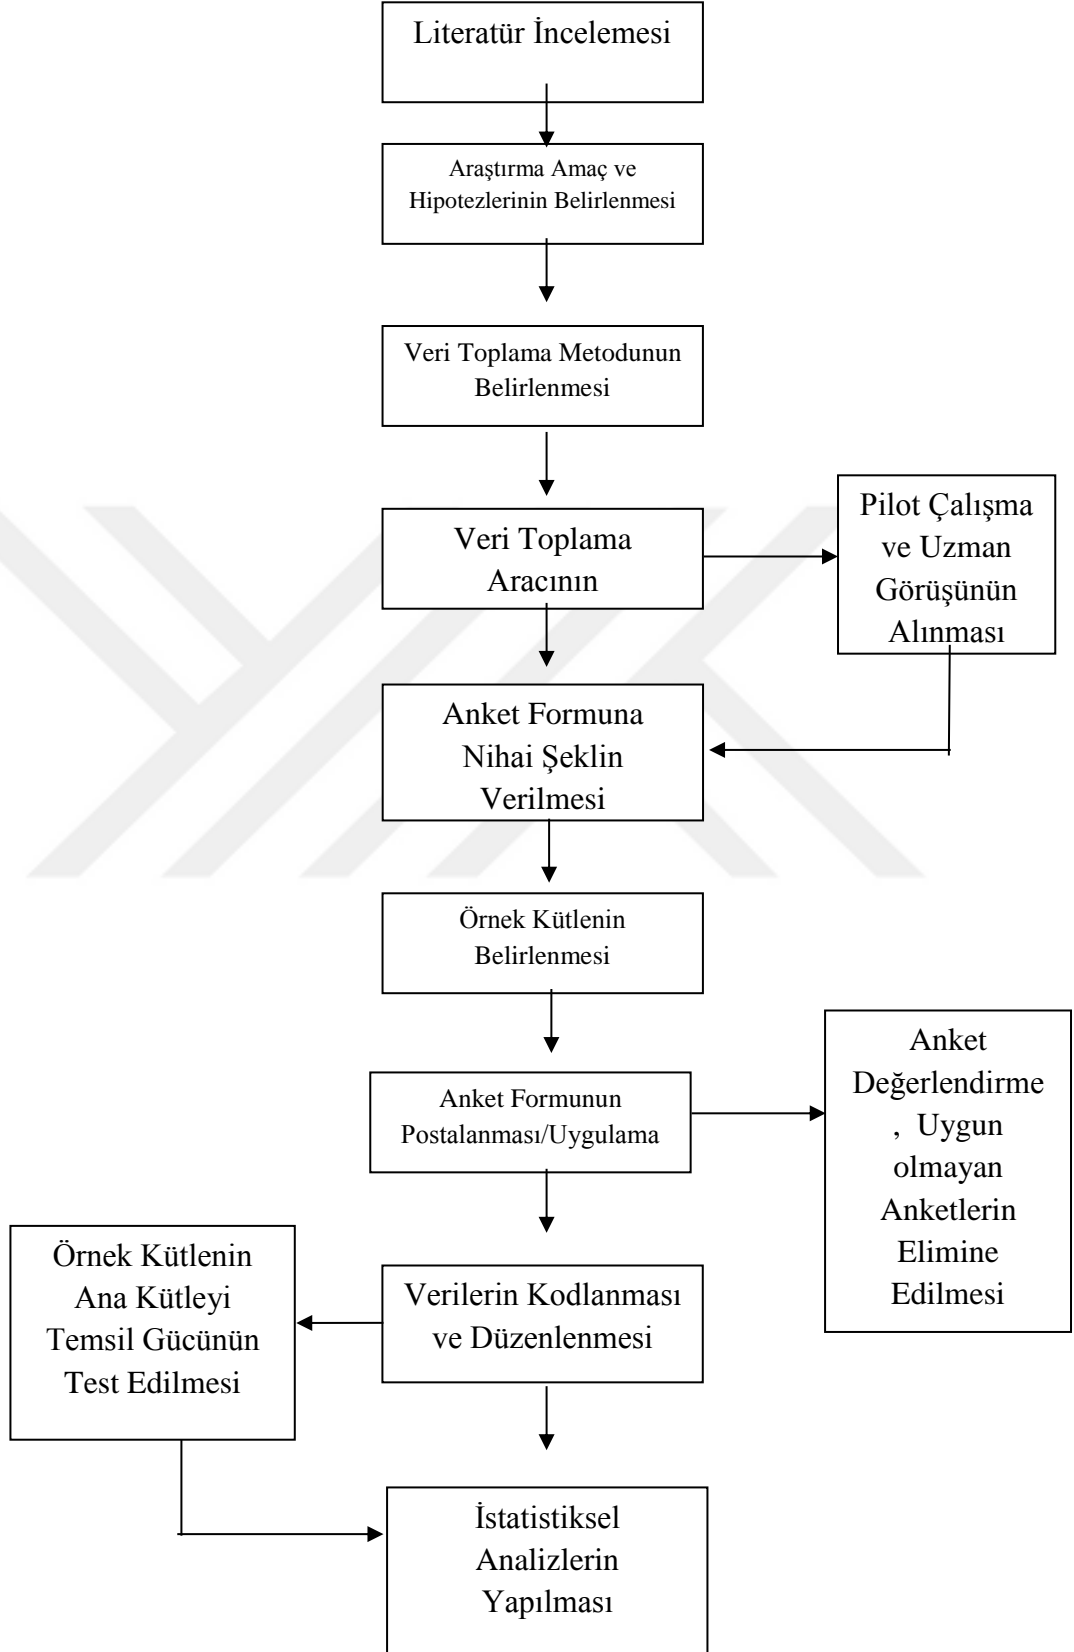 Literatür İncelemesi
Araştırma Amaç ve
Hipotezlerinin Belirlenmesi
Veri Toplama Metodunun
Belirlenmesi
Veri Toplama
Aracının
Pilot Çalışma
ve Uzman
Görüşünün
Alınması
Anket Formuna
Nihai Şeklin
Verilmesi
Örnek Kütlenin
Belirlenmesi
Anket Formunun
Postalanması/Uygulama
Anket
Değerlendirme
, Uygun
olmayan
Anketlerin
Elimine
Edilmesi
Örnek Kütlenin
Ana Kütleyi
Temsil Gücünün
Test Edilmesi
Verilerin Kodlanması
ve Düzenlenmesi
İstatistiksel
Analizlerin
Yapılması